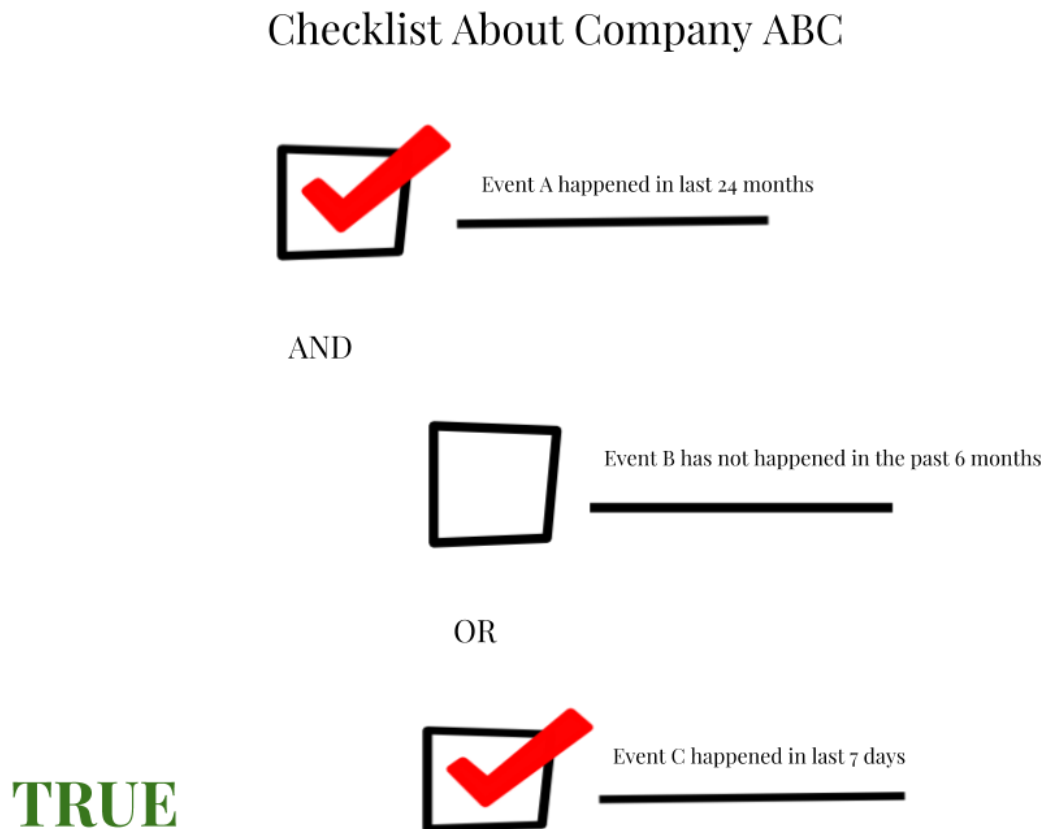 Checklist About Company ABC
Event A happened in last 24 months
AND
Event B has not happened in the past 6 months
OR
Event C happened in last 7 days
TRUE